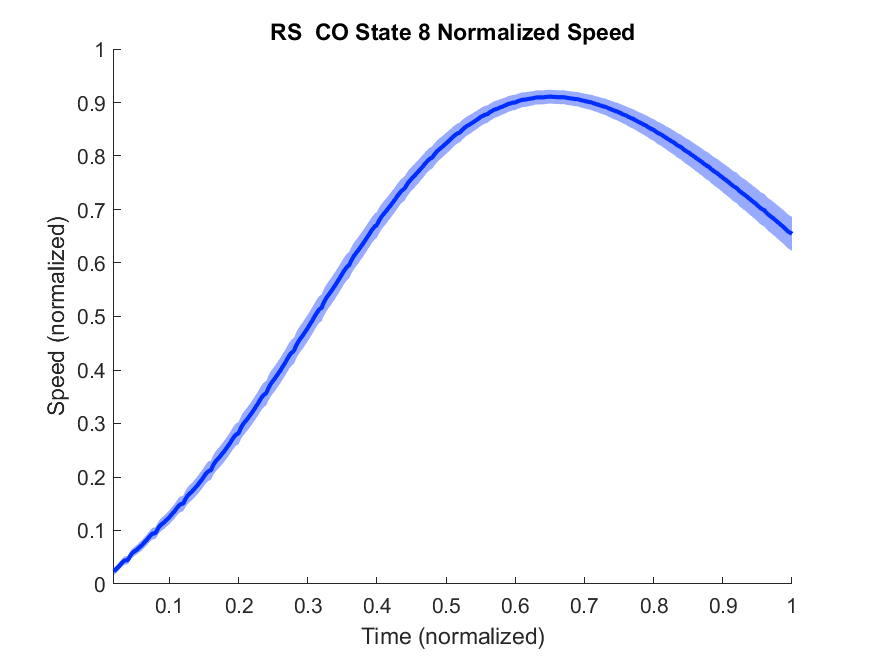 RS  CO State 8 Normalized Speed
1
0.9
0.8
0.7
0.6
0.5
0.4
0.3
0.2
0.1
0
Speed (normalized)
0.1 0.2 0.3 0.4 0.5 0.6 0.7 0.8 0.9 1
Time (normalized)